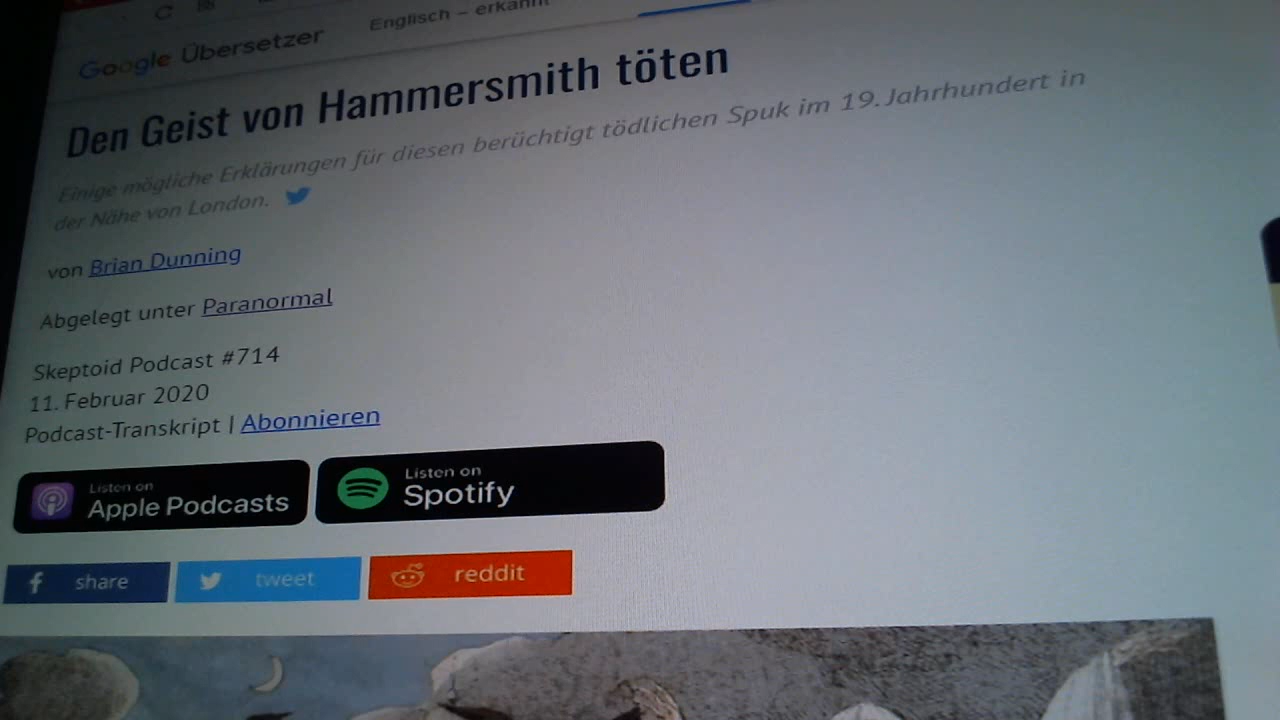 Google Übersetzer
Englisch – erkannt
Den Geist von Hammersmith töten
Einige mögliche Erklärungen für diesen berüchtigt tödlichen Spuk im 19. Jahrhundert in
der Nähe von London.
von Brian Dunning
Abgelegt unter Paranormal
Skeptoid Podcast #714
11. Februar 2020
Podcast-Transkript | Abonnieren
Listen on
Apple Podcasts
Listen on
Spotify
share
tweet
reddit